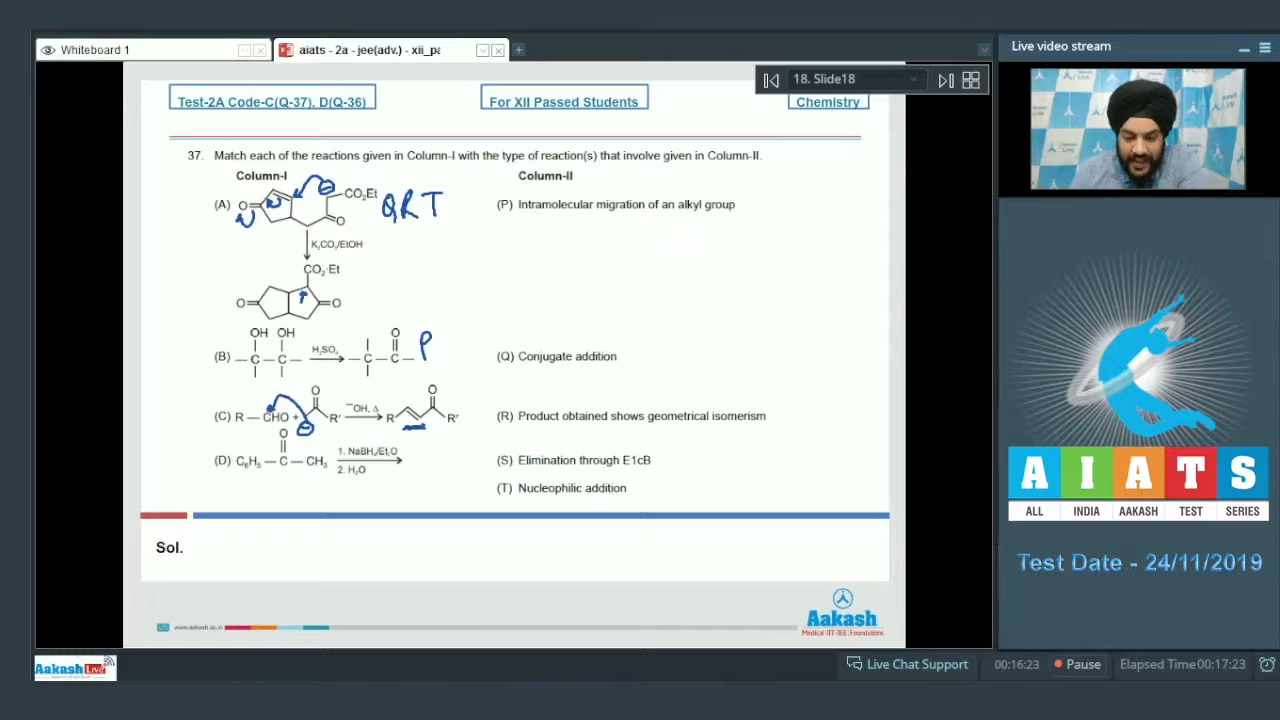 Whiteboard 1
aiats - 2a - jee(adv.) - xii_pa
Live video stream
18. Slide18
Test-2A Code-C(Q-37), D(Q-36)
For XII Passed Students
Chemistry
37. Match each of the reactions given in Column-I with the type of reaction(s) that involve given in Column-II.
Column-I
Column-II
(A) O CO2Et O QRT
(P) Intramolecular migration of an alkyl group
K2CO3/EtOH
CO2Et
O O
OH OH O
(B) —C—C— H2SO4 —C—C— P
(Q) Conjugate addition
O O
(C) R—CHO + R' ⁻OH, Δ R R'
(R) Product obtained shows geometrical isomerism
O
(D) C6H5—C—CH3 1. NaBH4/Et2O
2. H2O
(S) Elimination through E1cB
(T) Nucleophilic addition
Sol.
www.aakash.ac.in
Aakash
Medical|IIT-JEE|Foundations
AIATS
ALL INDIA AAKASH TEST SERIES
Test Date - 24/11/2019
Aakash Live
Live Chat Support
00:16:23
Pause
Elapsed Time 00:17:23